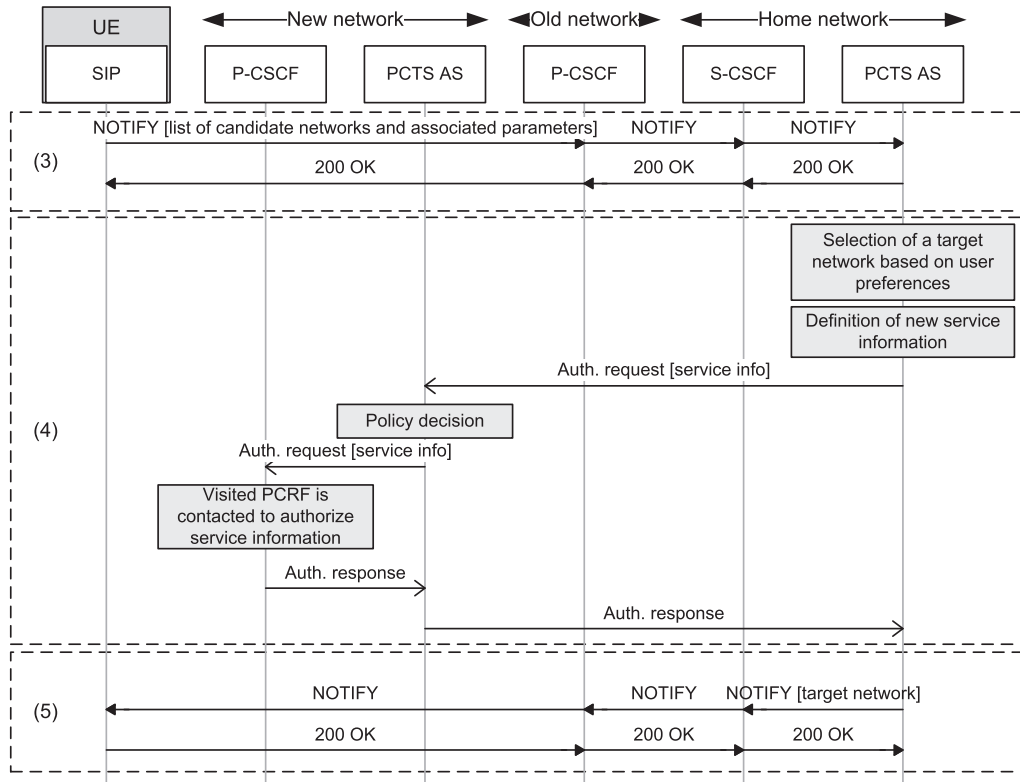 UE
New network
Old network
Home network
SIP
P-CSCF
PCTS AS
P-CSCF
S-CSCF
PCTS AS
(3)
NOTIFY [list of candidate networks and associated parameters]
NOTIFY
NOTIFY
200 OK
200 OK
200 OK
(4)
Selection of a target
network based on user
preferences
Definition of new service
information
Auth. request [service info]
Policy decision
Auth. request [service info]
Visited PCRF is
contacted to authorize
service information
Auth. response
Auth. response
(5)
NOTIFY
NOTIFY
NOTIFY [target network]
200 OK
200 OK
200 OK